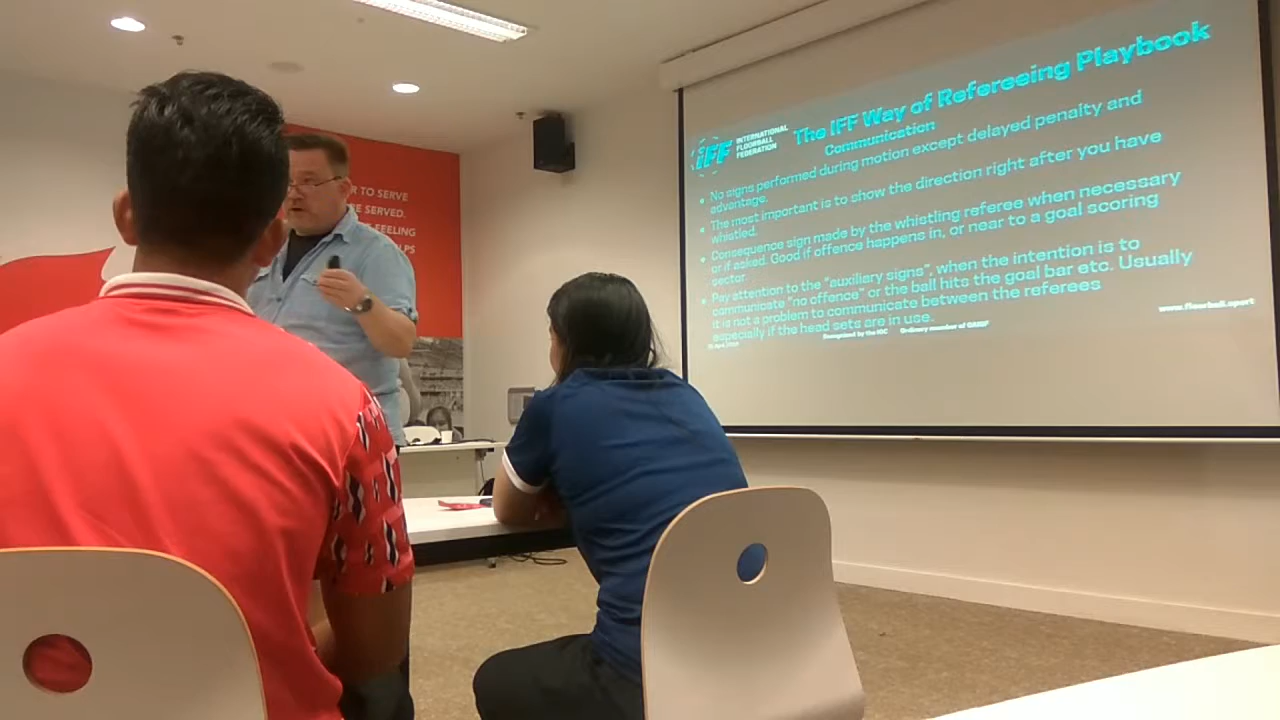 The IFF Way of Refereeing Playbook
Communication
IFF
INTERNATIONAL
FLOORBALL
FEDERATION
• No signs performed during motion except delayed penalty and
advantage.
• The most important is to show the direction right after you have
whistled.
• Consequence sign made by the whistling referee when necessary
or if asked. Good if offence happens in, or near to a goal scoring
sector.
• Pay attention to the "auxiliary signs", when the intention is to
communicate "no offence" or the ball hits the goal bar etc. Usually
it is not a problem to communicate between the referees
especially if the head sets are in use.
Recognized by the IOC
Ordinary member of GAISF
www.floorball.sport
TO SERVE
SERVED.
FEELING